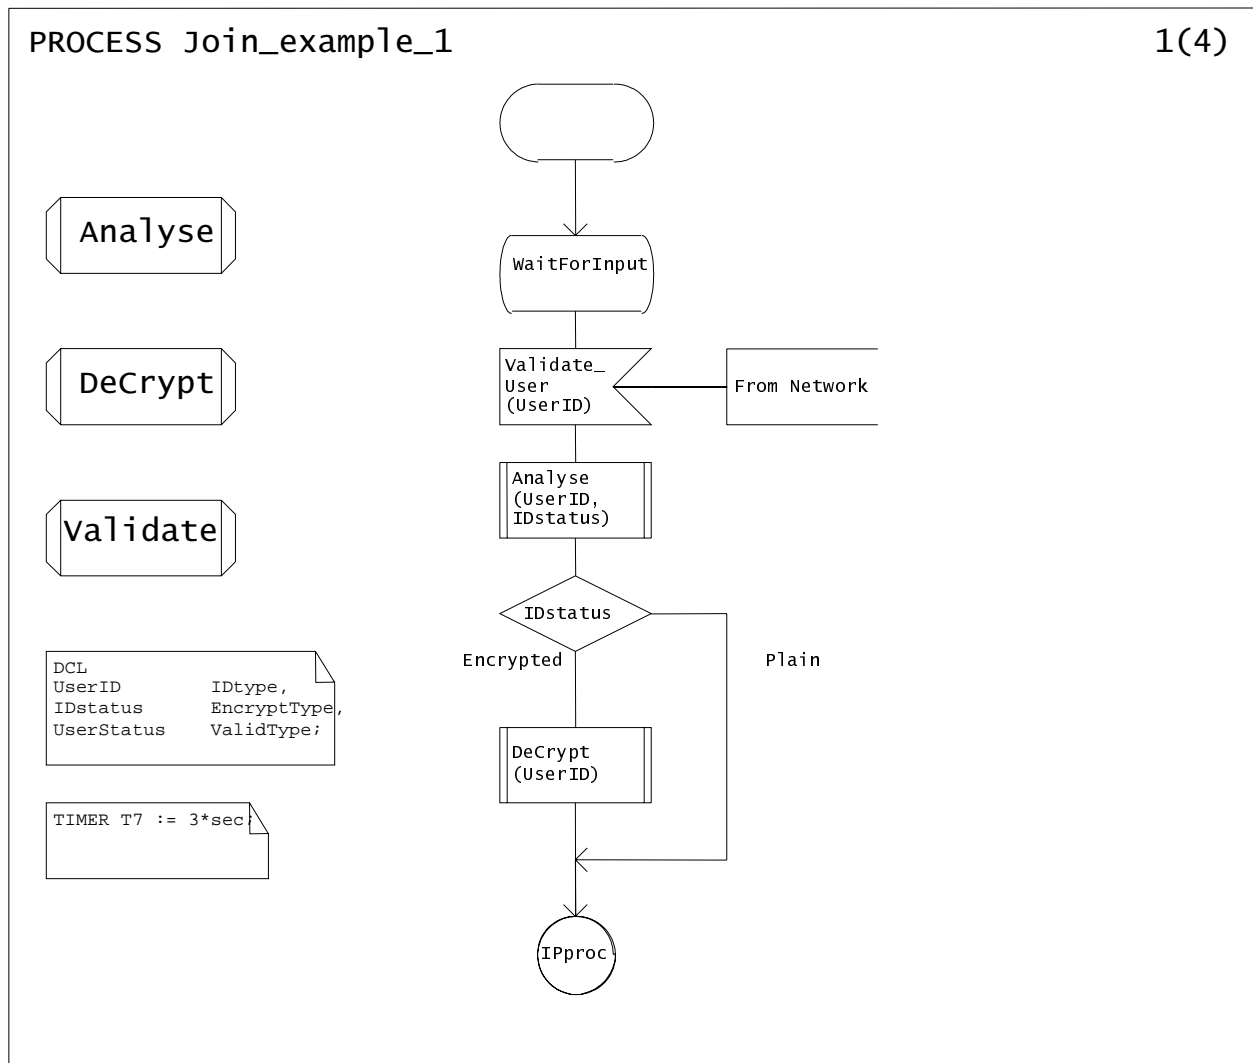 PROCESS Join_example_1
1(4)
Analyse
DeCrypt
Validate
DCL
UserID IDtype,
IDstatus EncryptType,
UserStatus ValidType;
TIMER T7 := 3*sec;
WaitForInput
Validate_
User
(UserID)
From Network
Analyse
(UserID,
IDstatus)
IDstatus
Encrypted
Plain
DeCrypt
(UserID)
IPproc